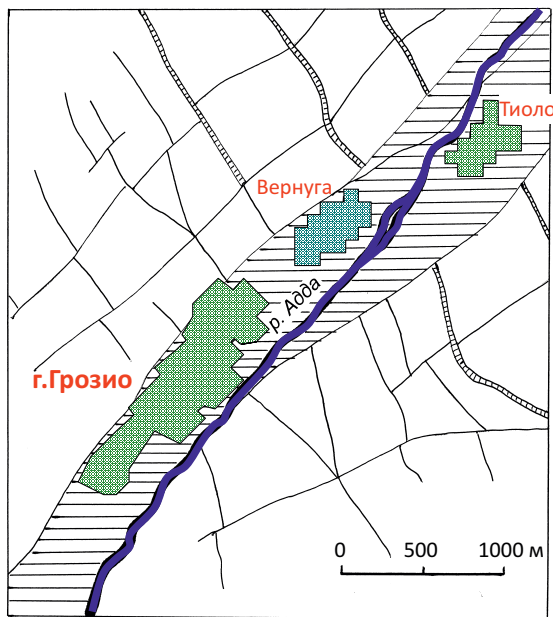 Тиоло
Вернуга
р. Адда
г.Грозио
0 500 1000 м